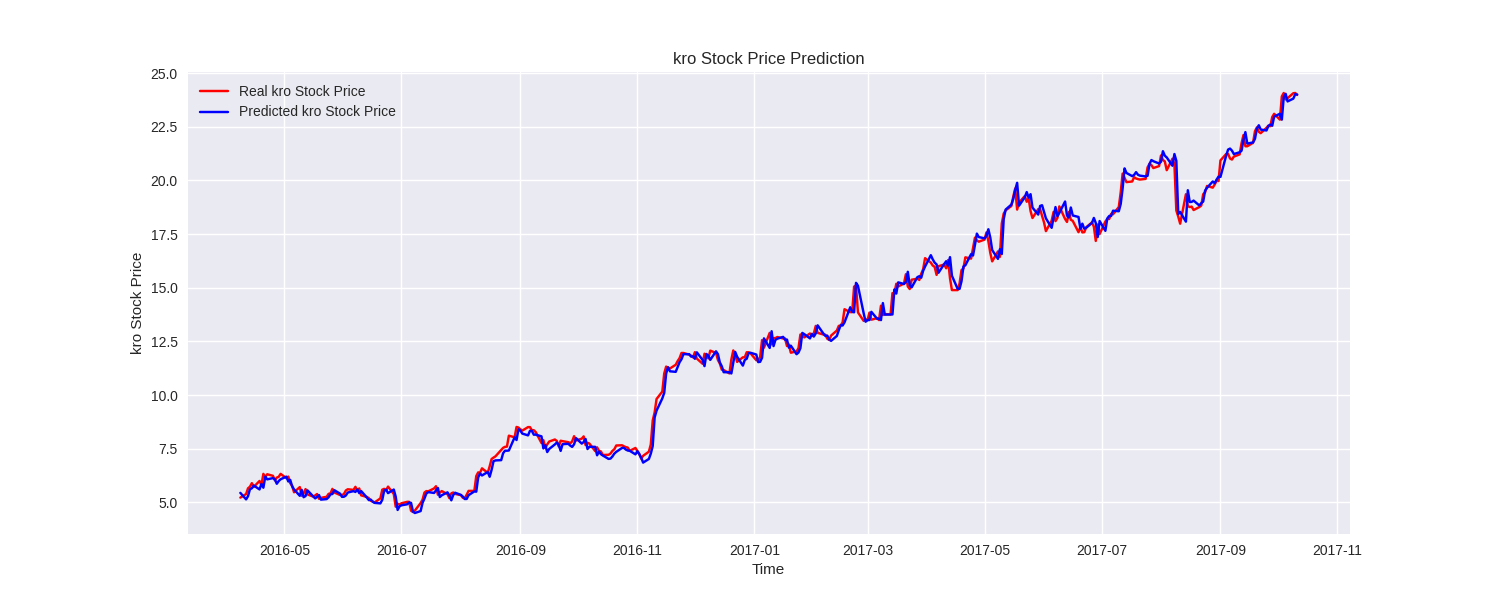 kro Stock Price Prediction
25.0
22.5
20.0
17.5
15.0
12.5
10.0
7.5
5.0
kro Stock Price
Real kro Stock Price
Predicted kro Stock Price
2016-05 2016-07 2016-09 2016-11 2017-01 2017-03 2017-05 2017-07 2017-09 2017-11
Time